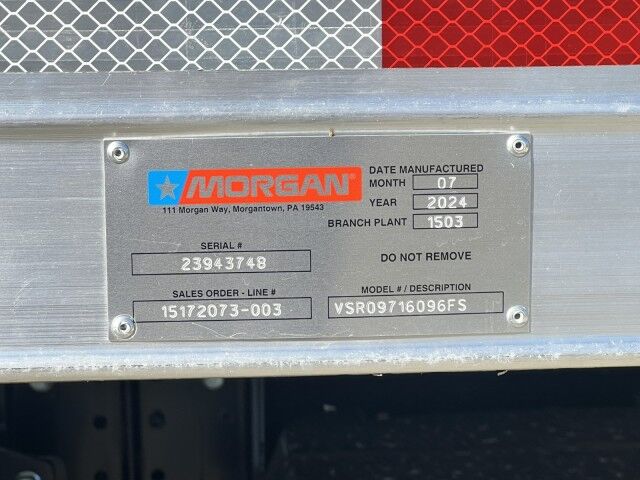 MORGAN®
111 Morgan Way, Morgantown, PA 19543
DATE MANUFACTURED
MONTH 07
YEAR 2024
BRANCH PLANT 1503
SERIAL #
23943748
DO NOT REMOVE
SALES ORDER - LINE #
15172073-003
MODEL # / DESCRIPTION
VSR09716096FS